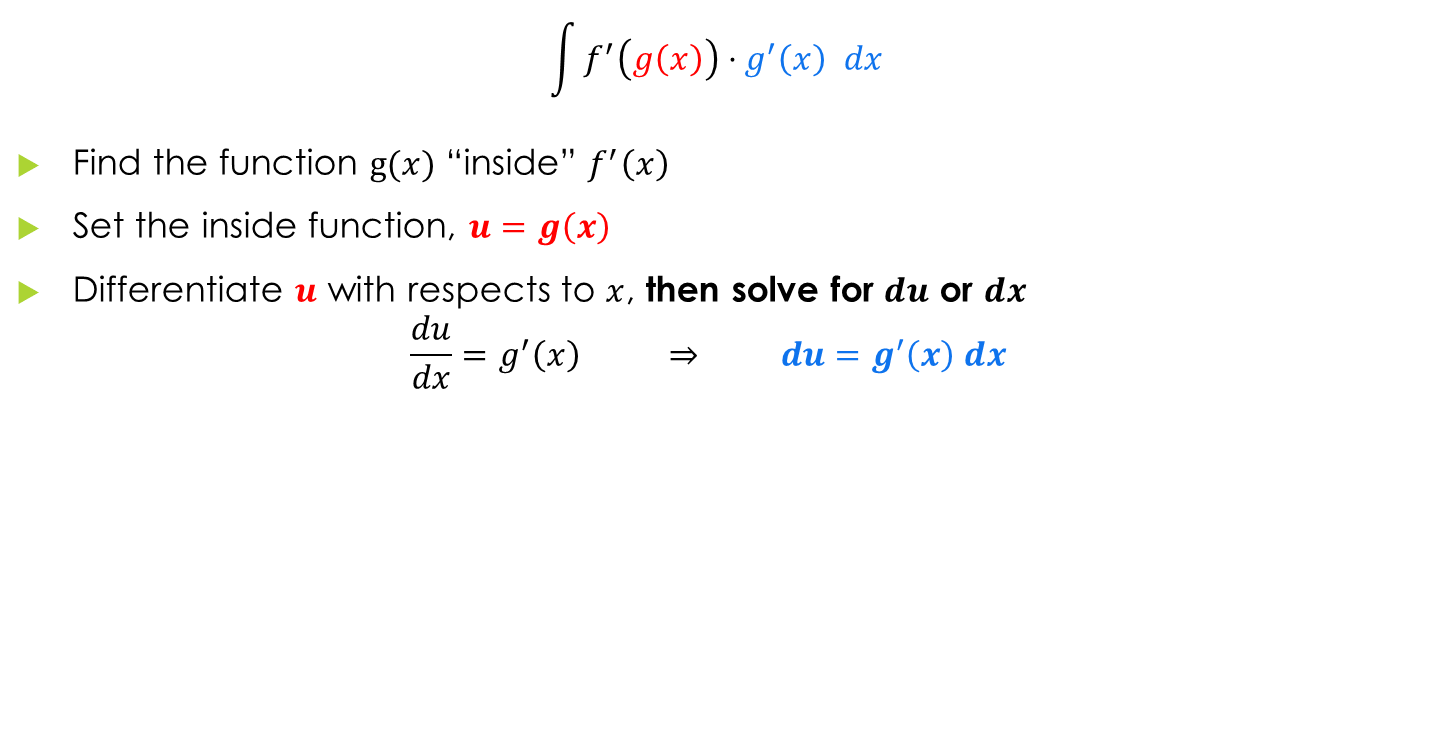 ∫ f′(g(x)) · g′(x) dx
Find the function g(x) “inside” f′(x)
Set the inside function, u = g(x)
Differentiate u with respects to x, then solve for du or dx
du/dx = g′(x) ⇒ du = g′(x) dx